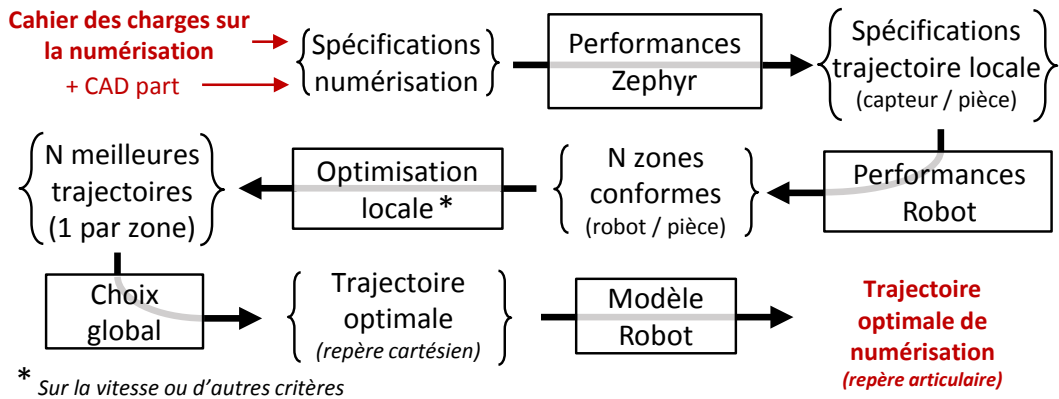 Cahier des charges sur
la numérisation
+ CAD part
Spécifications
numérisation
Performances
Zephyr
Spécifications
trajectoire locale
(capteur / pièce)
N meilleures
trajectoires
(1 par zone)
Optimisation
locale *
N zones
conformes
(robot / pièce)
Performances
Robot
Choix
global
Trajectoire
optimale
(repère cartésien)
Modèle
Robot
Trajectoire
optimale de
numérisation
(repère articulaire)
* Sur la vitesse ou d'autres critères